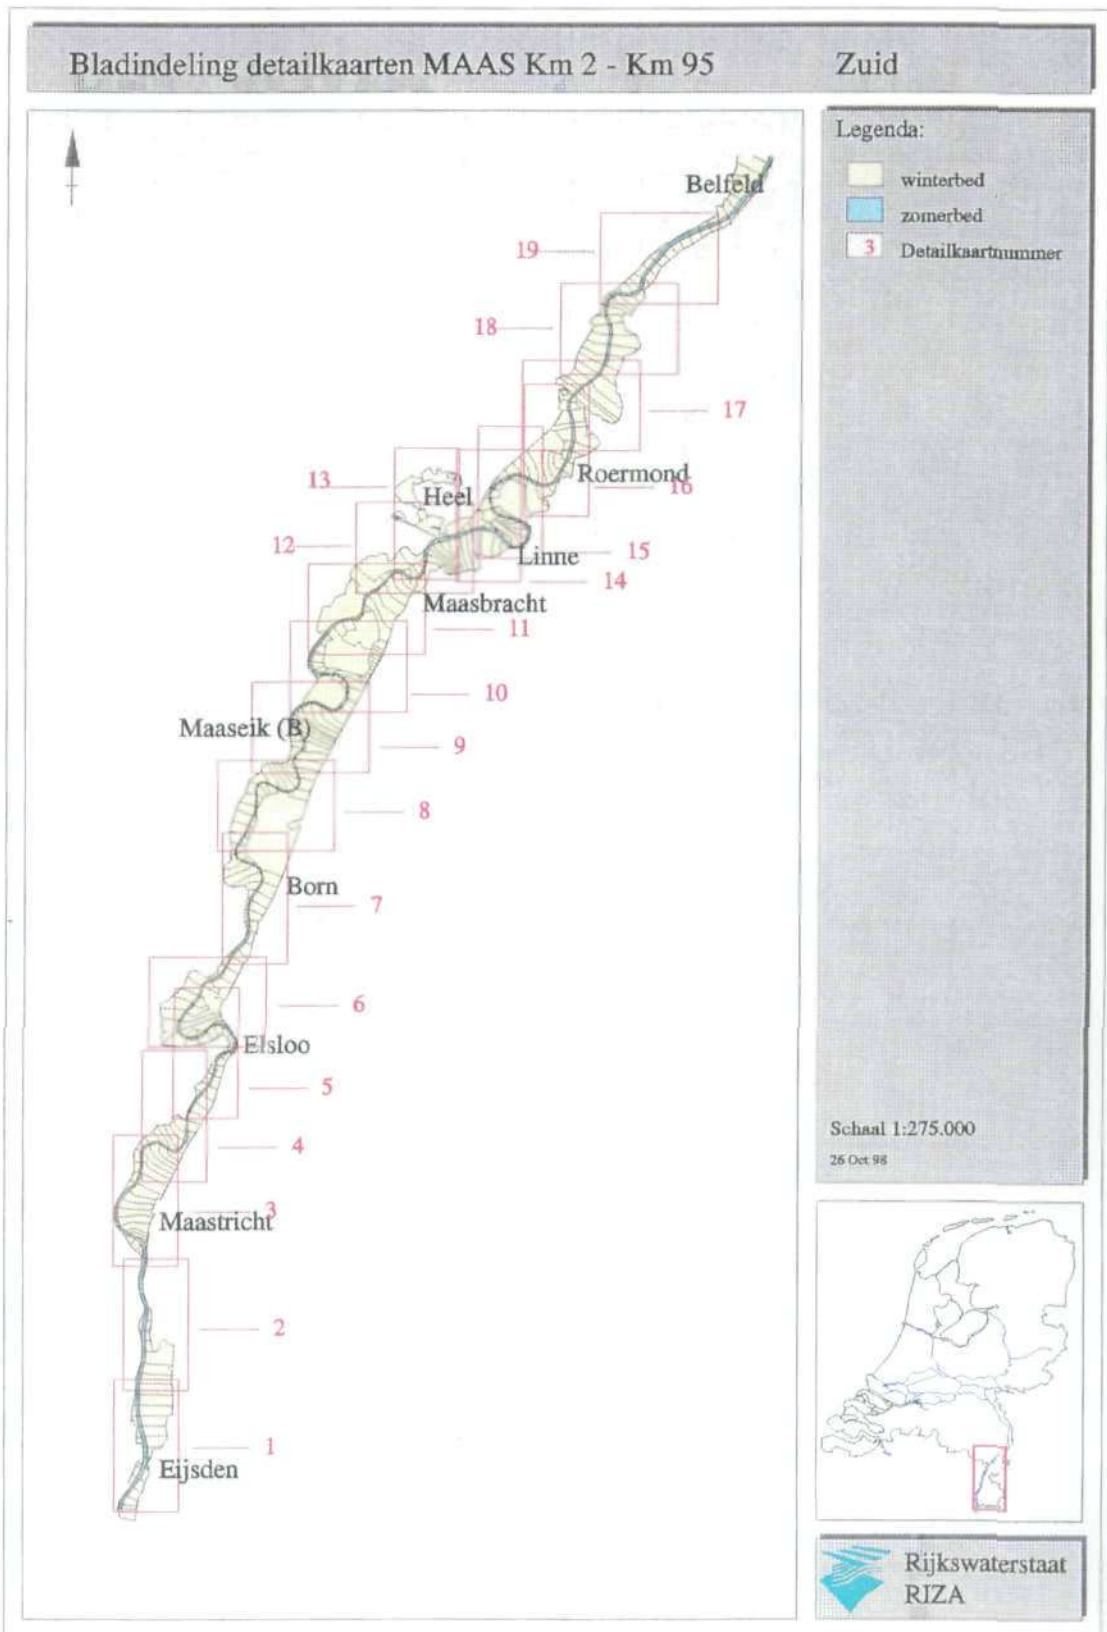 Bladindeling detailkaarten MAAS Km 2 - Km 95
Zuid
Legenda:
winterbed
zomerbed
3 Detailkaartnummer
Belfeld
19
18
17
Roermond
16
13
Heel
12
Linne
15
14
Maasbracht
11
10
Maaseik (B)
9
8
Born
7
6
Elsloo
5
4
3
Maastricht
2
1
Eijsden
Schaal 1:275.000
26 Oct 98
Rijkswaterstaat
RIZA